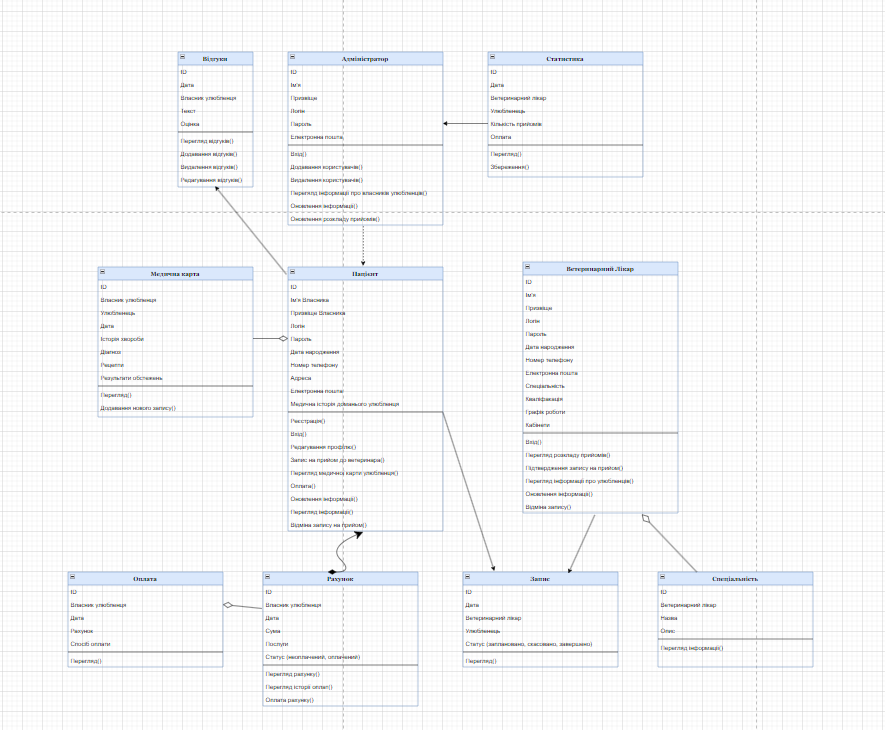 Відгуки
ID
Дата
Власник улюбленця
Текст
Оцінка
Перегляд відгуків()
Додавання відгуків()
Видалення відгуків()
Редагування відгуків()
Адміністратор
ID
Ім'я
Прізвище
Логін
Пароль
Електронна пошта
Вхід()
Додавання користувачів()
Видалення користувачів()
Перегляд інформації про власників улюбленців()
Оновлення інформації()
Оновлення розкладу прийомів()
Статистика
ID
Дата
Ветеринарний лікар
Улюбленець
Кількість прийомів
Оплата
Перегляд()
Збереження()
Медична карта
ID
Власник улюбленця
Улюбленець
Дата
Історія хвороби
Діагноз
Рецепти
Результати обстежень
Перегляд()
Додавання нового запису()
Пацієнт
ID
Ім'я Власника
Призвіще Власника
Логін
Пароль
Дата народження
Номер телефону
Адреса
Електронна пошта
Медична історія домашнього улюбленця
Реєстрація()
Вхід()
Редагування профілю()
Запис на прийом до ветеринара()
Перегляд медичної карти улюбленця()
Оплата()
Оновлення інформації()
Перегляд інформації()
Відміна запису на прийом()
Ветеринарний Лікар
ID
Ім'я
Призвіще
Логін
Пароль
Дата народження
Номер телефону
Електронна пошта
Спеціальність
Кваліфікація
Графік роботи
Кабінети
Вхід()
Перегляд розкладу прийомів()
Підтвердження запису на прийом()
Перегляд інформації про улюбленців()
Оновлення інформації()
Відміна запису()
Оплата
ID
Власник улюбленця
Дата
Рахунок
Спосіб оплати
Перегляд()
Рахунок
ID
Власник улюбленця
Дата
Сума
Послуги
Статус (неоплачений, оплачений)
Перегляд рахунку()
Перегляд історії оплат()
Оплата рахунку()
Запис
ID
Дата
Ветеринарний лікар
Улюбленець
Статус (заплановано, скасовано, завершено)
Перегляд()
Спеціальність
ID
Ветеринарний лікар
Назва
Опис
Перегляд інформації()